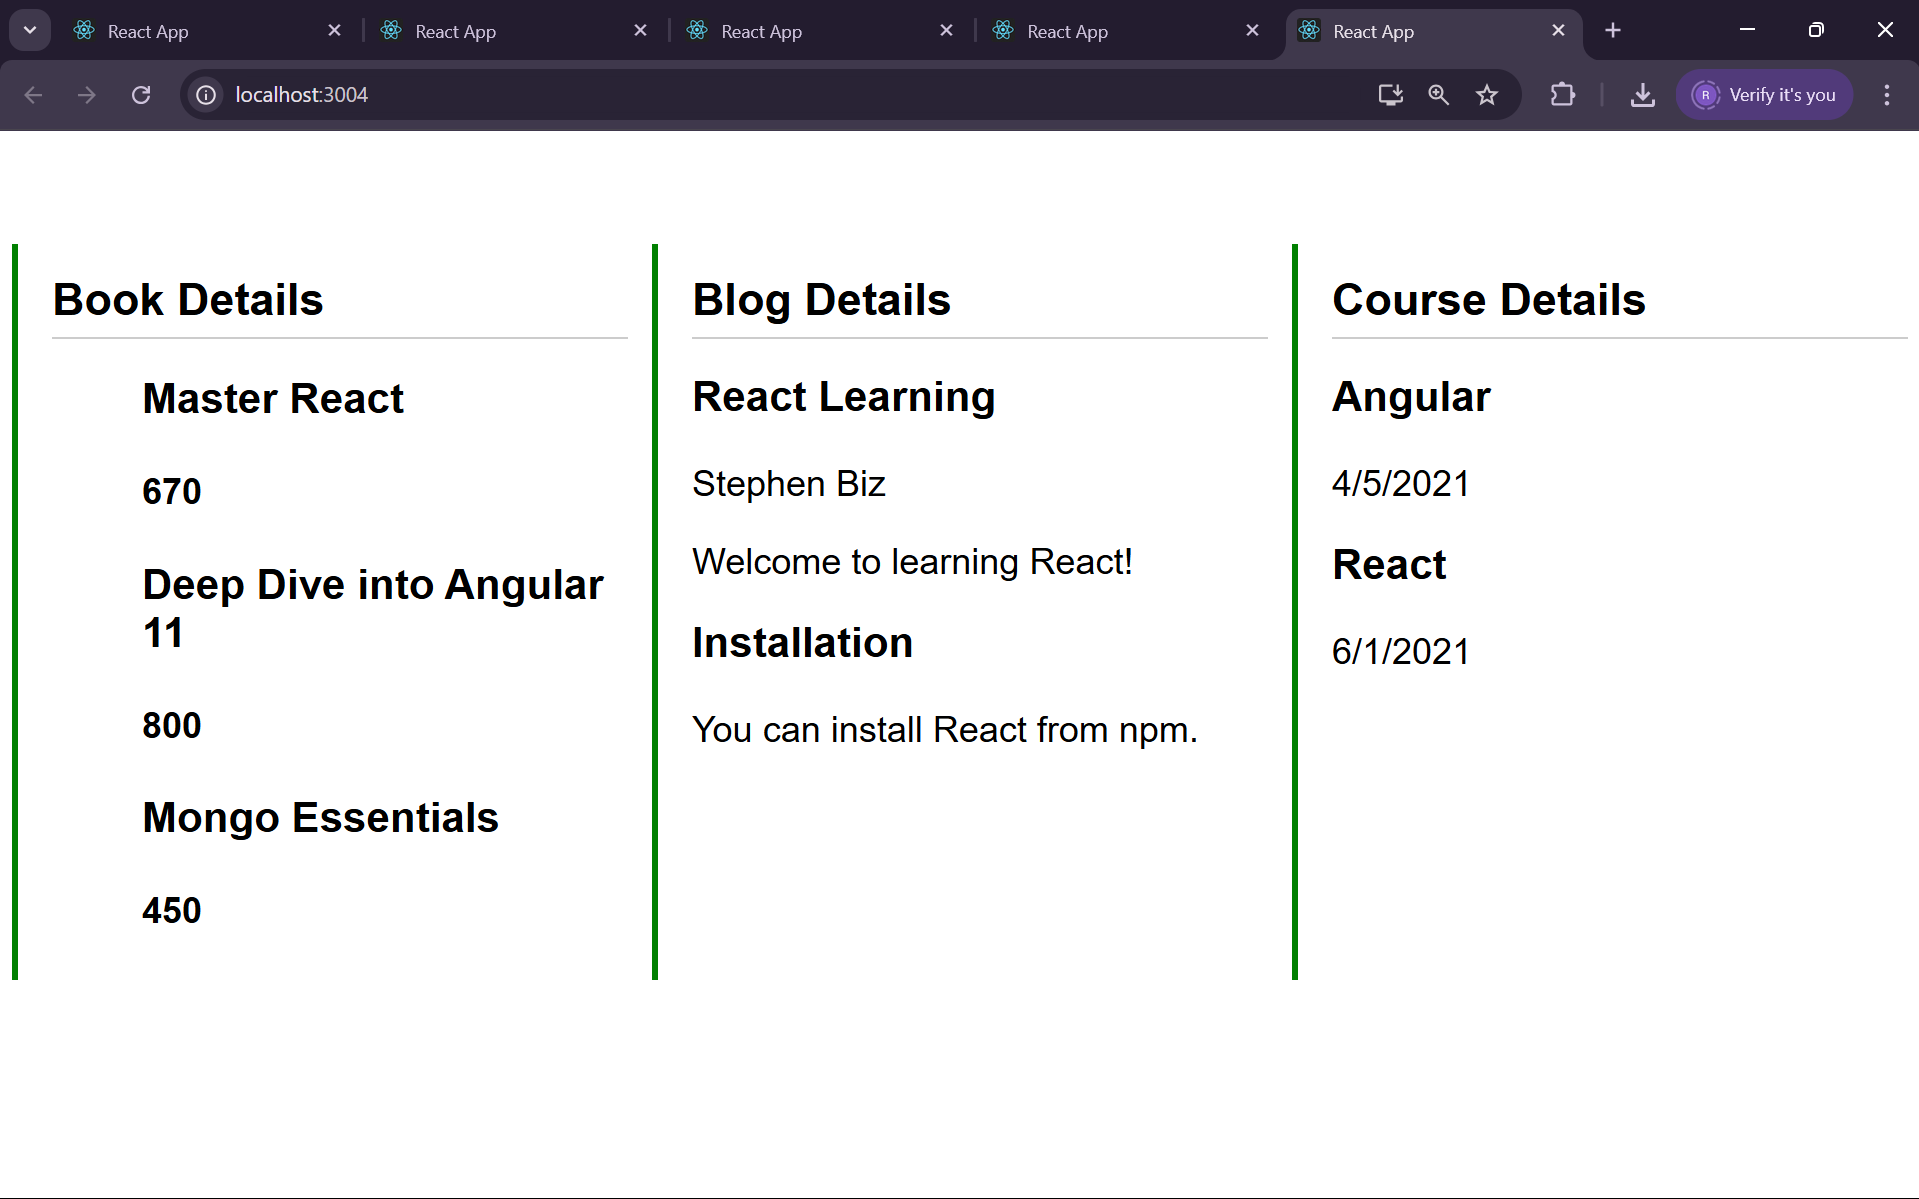 React App
React App
React App
React App
React App
localhost:3004
R
Verify it's you
Book Details
Master React
670
Deep Dive into Angular
11
800
Mongo Essentials
450
Blog Details
React Learning
Stephen Biz
Welcome to learning React!
Installation
You can install React from npm.
Course Details
Angular
4/5/2021
React
6/1/2021